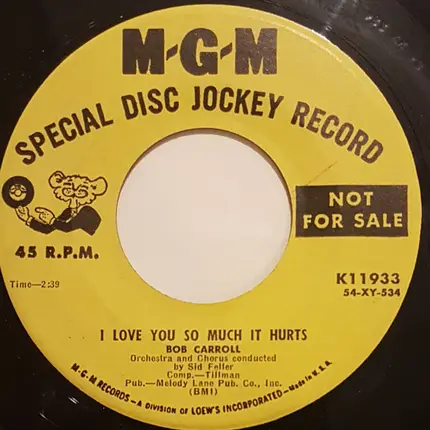 M-G-M
SPECIAL DISC JOCKEY RECORD
NOT
FOR SALE
45 R.P.M.
Time—2:39
K11933
54-XY-534
I LOVE YOU SO MUCH IT HURTS
BOB CARROLL
Orchestra and Chorus conducted
by Sid Feller
Comp.—Tillman
Pub.—Melody Lane Pub. Co., Inc.
(BMI)
M-G-M RECORDS—A DIVISION OF LOEW'S INCORPORATED—Made in U.S.A.